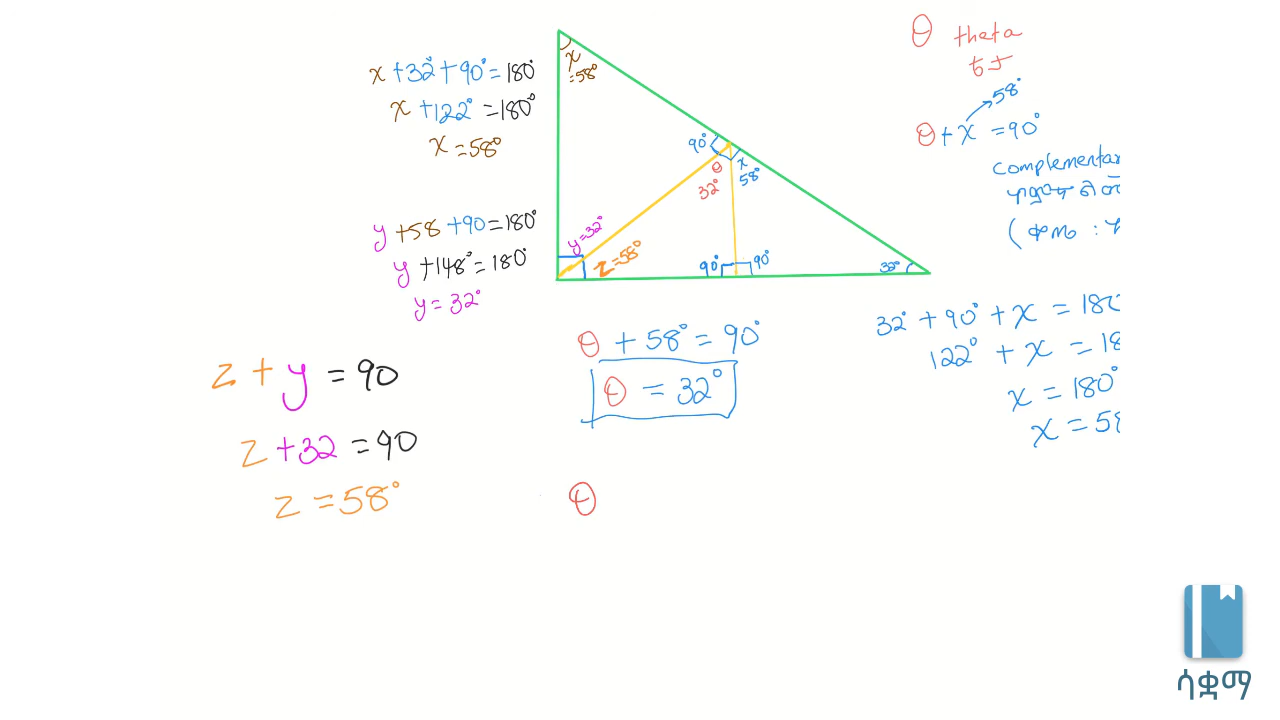 x + 32° + 90° = 180°
x + 122° = 180°
x = 58°
y + 58 + 90 = 180°
y + 148° = 180°
y = 32°
z + y = 90
z + 32 = 90
z = 58°
x
= 58°
90°
θ
32°
x
58°
y = 32°
z = 58°
90°
90°
32°
θ + 58° = 90°
θ = 32°
θ
θ theta
58°
θ + x = 90°
complementar
32° + 90° + x = 180
122° + x = 18
x = 180°
x = 58
ሳቋማ